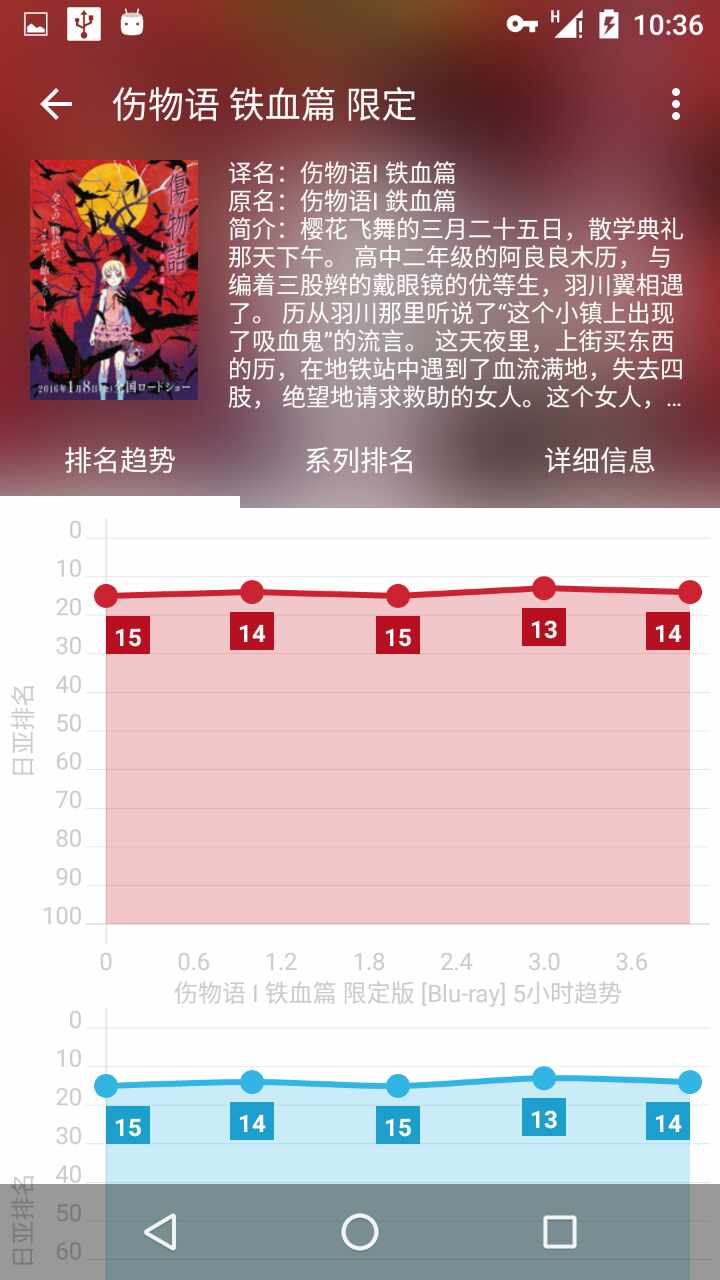 H
10:36
伤物语 铁血篇 限定
傷物語
2016年1月8日(金)全国ロードショー
译名：伤物语I 铁血篇
原名：伤物语I 鉄血篇
简介：樱花飞舞的三月二十五日，散学典礼
那天下午。 高中二年级的阿良良木历， 与
编着三股辫的戴眼镜的优等生，羽川翼相遇
了。 历从羽川那里听说了“这个小镇上出现
了吸血鬼”的流言。 这天夜里，上街买东西
的历，在地铁站中遇到了血流满地，失去四
肢， 绝望地请求救助的女人。这个女人，...
排名趋势
系列排名
详细信息
0
10
20
30
40
50
60
70
80
90
100
日亚排名
15
14
15
13
14
0
0.6
1.2
1.8
2.4
3.0
3.6
伤物语 I 铁血篇 限定版 [Blu-ray] 5小时趋势
0
10
20
30
40
50
60
日亚排名
15
14
15
13
14